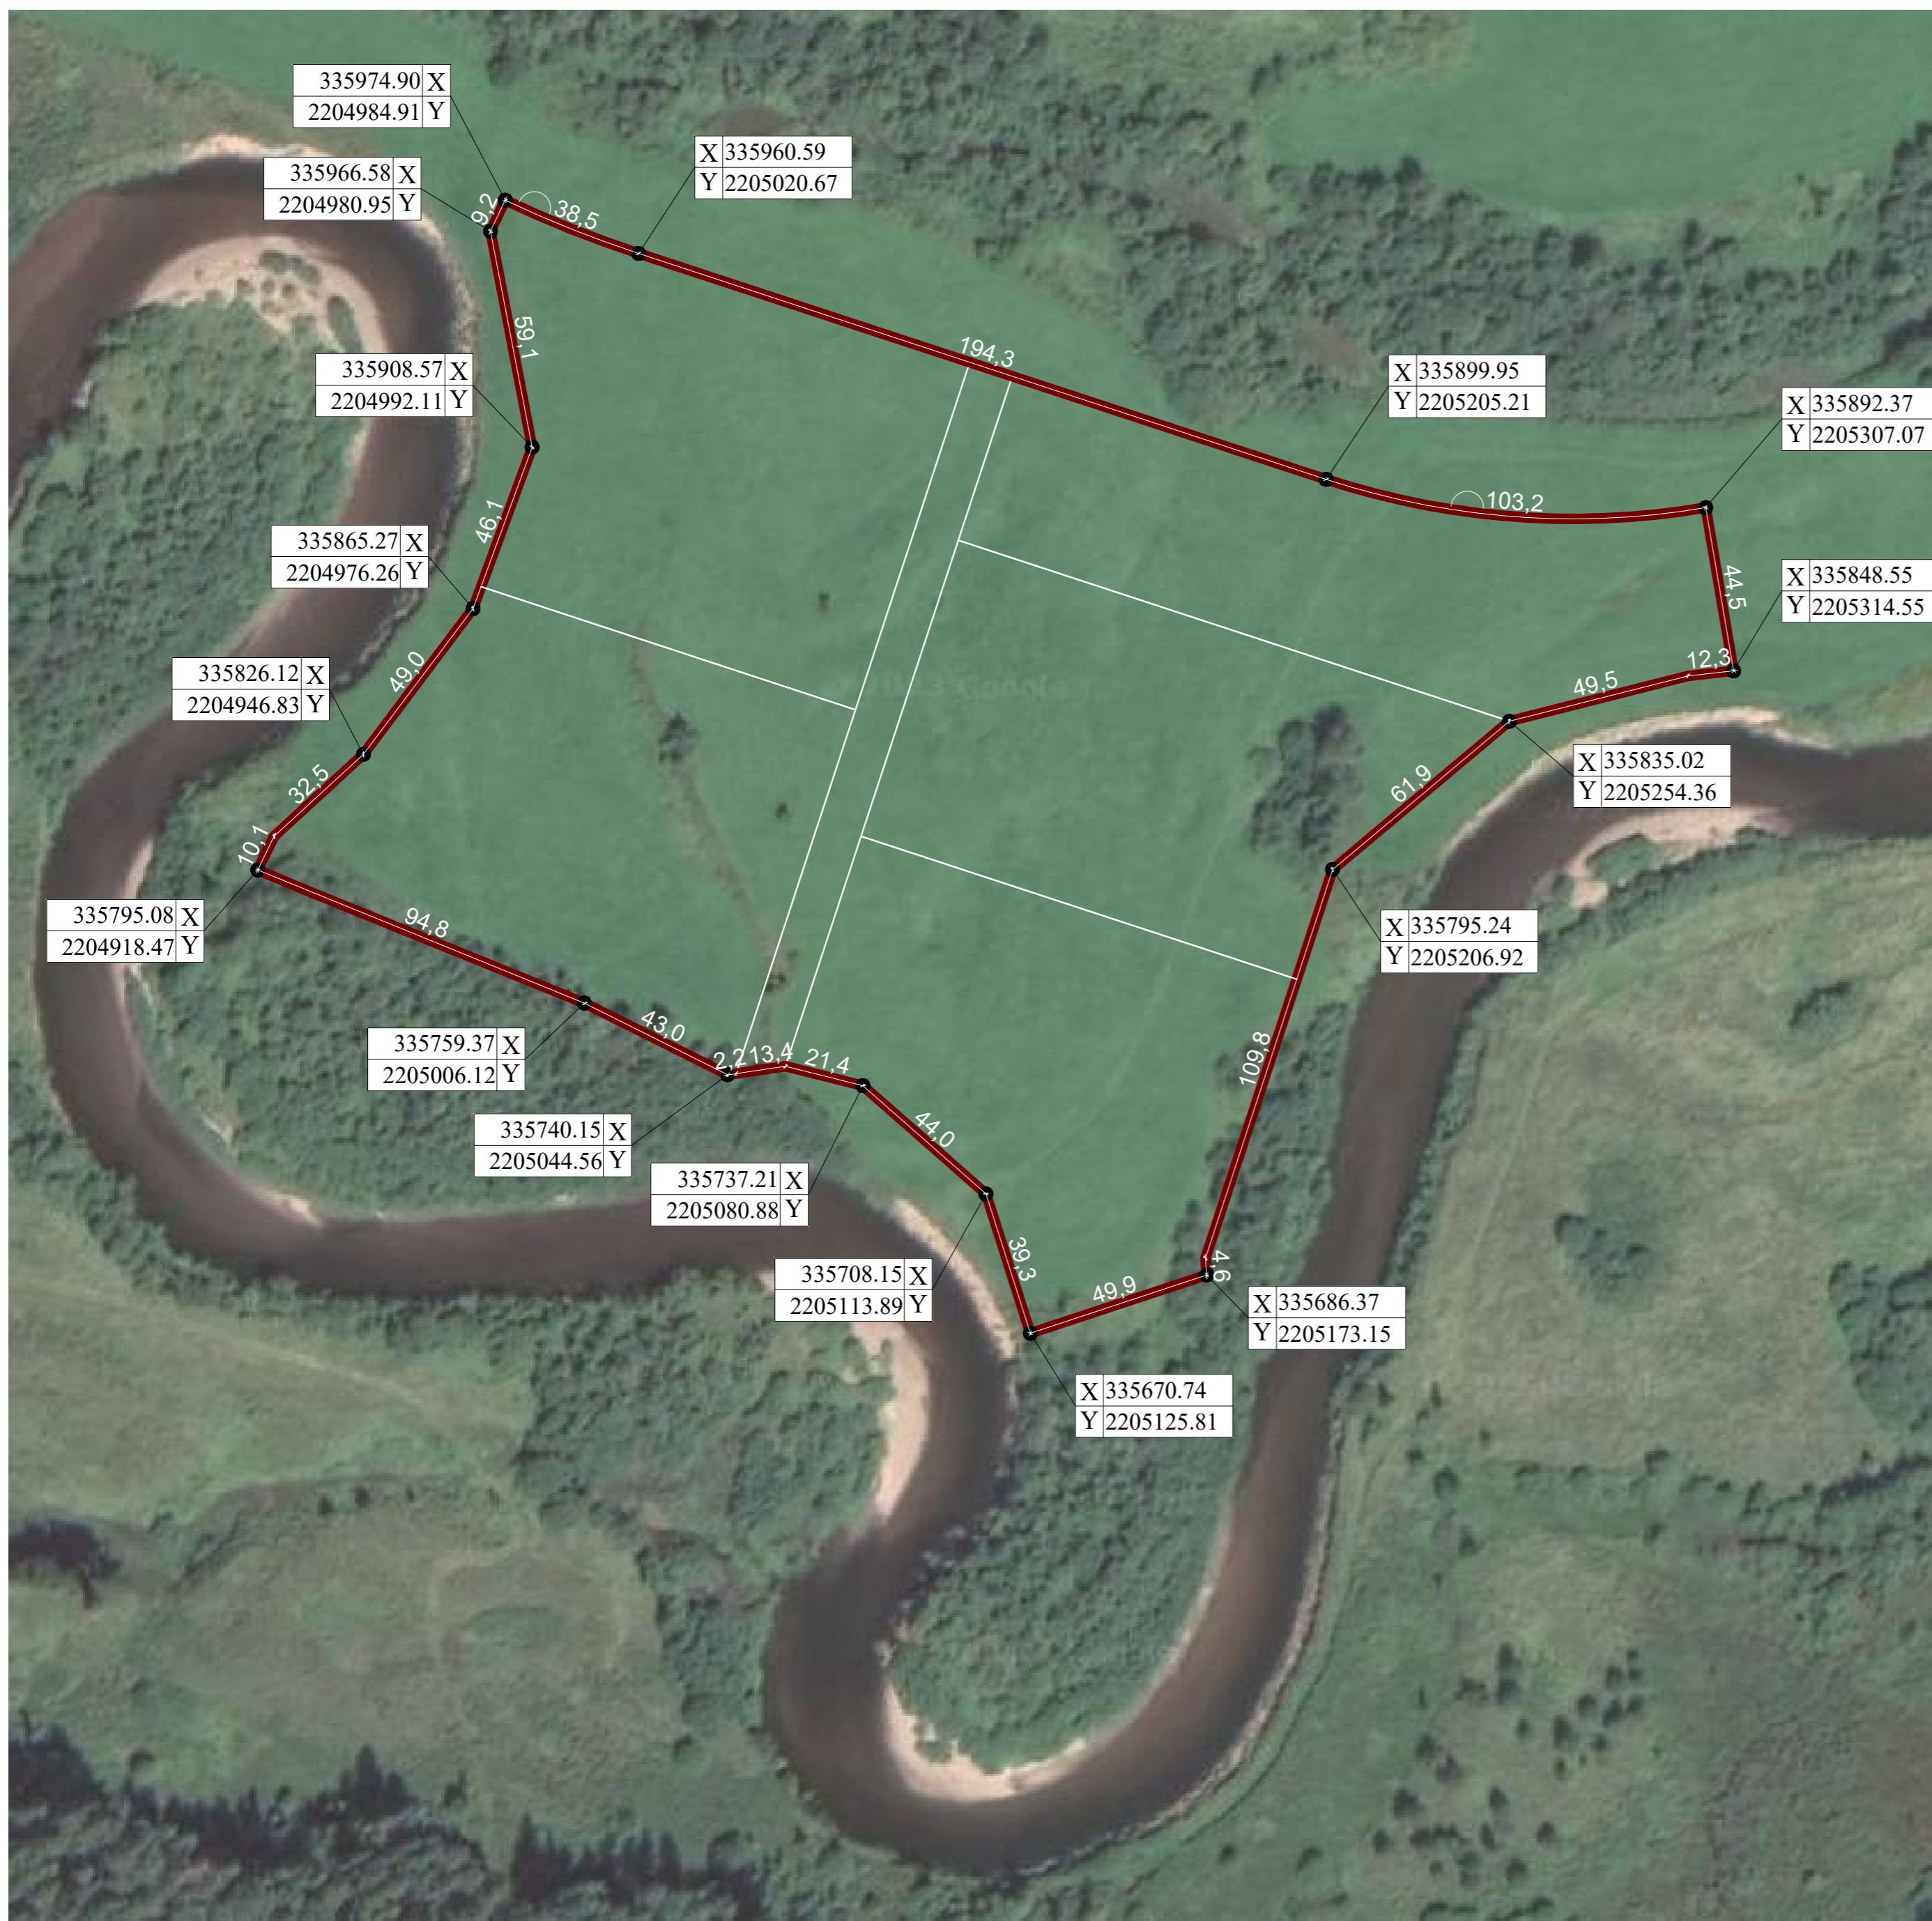 335974.90 X
2204984.91 Y
X 335960.59
Y 2205020.67
335966.58 X
2204980.95 Y
9,2
38,5
59,1
194,3
335908.57 X
2204992.11 Y
X 335899.95
Y 2205205.21
X 335892.37
Y 2205307.07
103,2
46,1
335865.27 X
2204976.26 Y
44,5
X 335848.55
Y 2205314.55
335826.12 X
2204946.83 Y
49,0
12,3
49,5
X 335835.02
Y 2205254.36
32,5
61,9
10,1
335795.08 X
2204918.47 Y
94,8
X 335795.24
Y 2205206.92
335759.37 X
2205006.12 Y
43,0
2,2
13,4
21,4
109,8
335740.15 X
2205044.56 Y
44,0
335737.21 X
2205080.88 Y
335708.15 X
2205113.89 Y
39,3
49,9
4,6
X 335686.37
Y 2205173.15
X 335670.74
Y 2205125.81